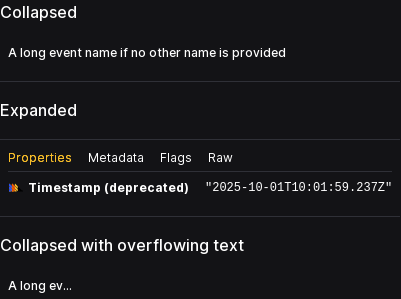 Collapsed
A long event name if no other name is provided
Expanded
Properties Metadata Flags Raw
Timestamp (deprecated) "2025-10-01T10:01:59.237Z"
Collapsed with overflowing text
A long ev...